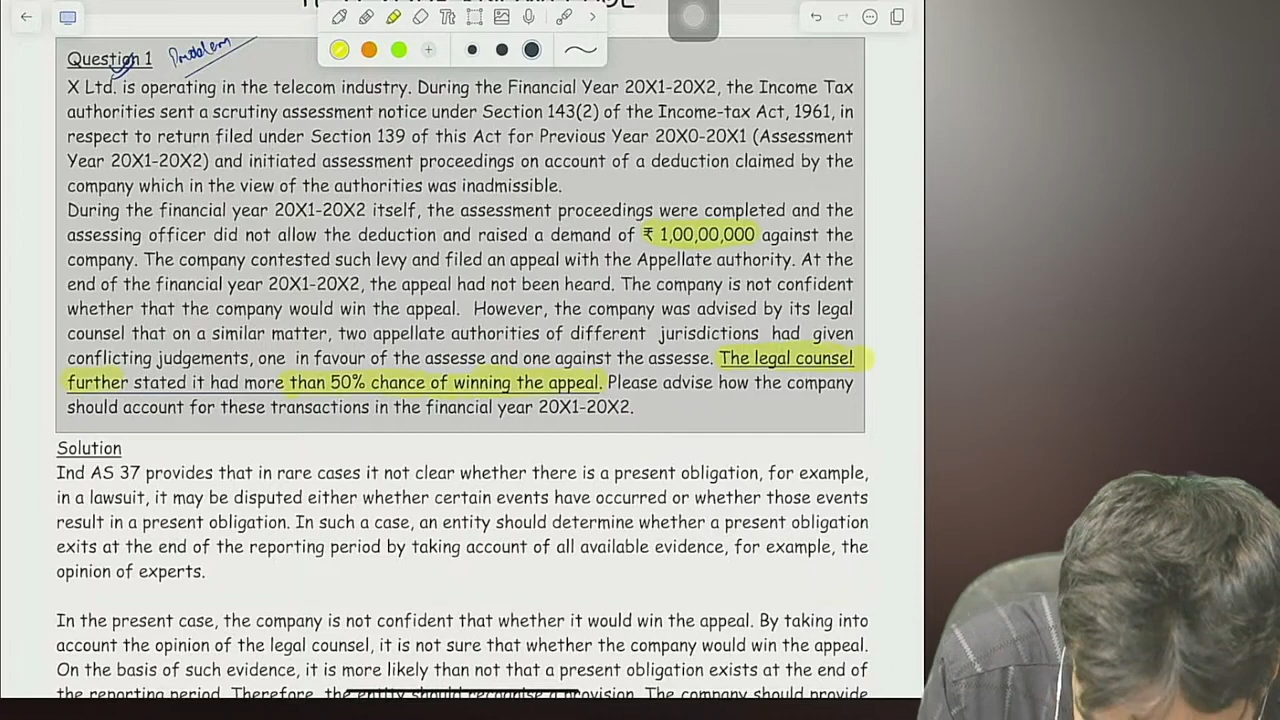 Question 1 Problem
X Ltd. is operating in the telecom industry. During the Financial Year 20X1-20X2, the Income Tax
authorities sent a scrutiny assessment notice under Section 143(2) of the Income-tax Act, 1961, in
respect to return filed under Section 139 of this Act for Previous Year 20X0-20X1 (Assessment
Year 20X1-20X2) and initiated assessment proceedings on account of a deduction claimed by the
company which in the view of the authorities was inadmissible.
During the financial year 20X1-20X2 itself, the assessment proceedings were completed and the
assessing officer did not allow the deduction and raised a demand of ₹ 1,00,00,000 against the
company. The company contested such levy and filed an appeal with the Appellate authority. At the
end of the financial year 20X1-20X2, the appeal had not been heard. The company is not confident
whether that the company would win the appeal. However, the company was advised by its legal
counsel that on a similar matter, two appellate authorities of different jurisdictions had given
conflicting judgements, one in favour of the assesse and one against the assesse. The legal counsel
further stated it had more than 50% chance of winning the appeal. Please advise how the company
should account for these transactions in the financial year 20X1-20X2.
Solution
Ind AS 37 provides that in rare cases it not clear whether there is a present obligation, for example,
in a lawsuit, it may be disputed either whether certain events have occurred or whether those events
result in a present obligation. In such a case, an entity should determine whether a present obligation
exits at the end of the reporting period by taking account of all available evidence, for example, the
opinion of experts.
In the present case, the company is not confident that whether it would win the appeal. By taking into
account the opinion of the legal counsel, it is not sure that whether the company would win the appeal.
On the basis of such evidence, it is more likely than not that a present obligation exists at the end of
the reporting period. Therefore, the entity should recognise a provision. The company should provide